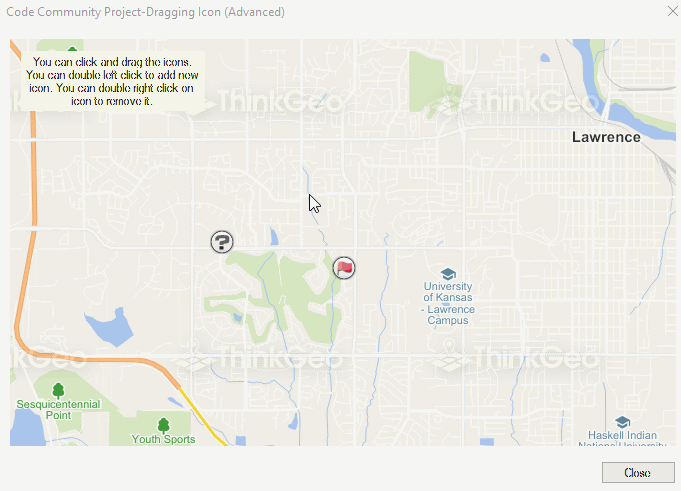 Code Community Project-Dragging Icon (Advanced)
You can click and drag the icons.
You can double left click to add new
icon. You can double right click on
icon to remove it.
ThinkGeo
ThinkGeo
Lawrence
?
University
of Kansas
- Lawrence
Campus
kGeo
ThinkGeo
ThinkGeo
Sesquicentennial
Point
Youth Sports
Haskell Indian
Nations University
Close